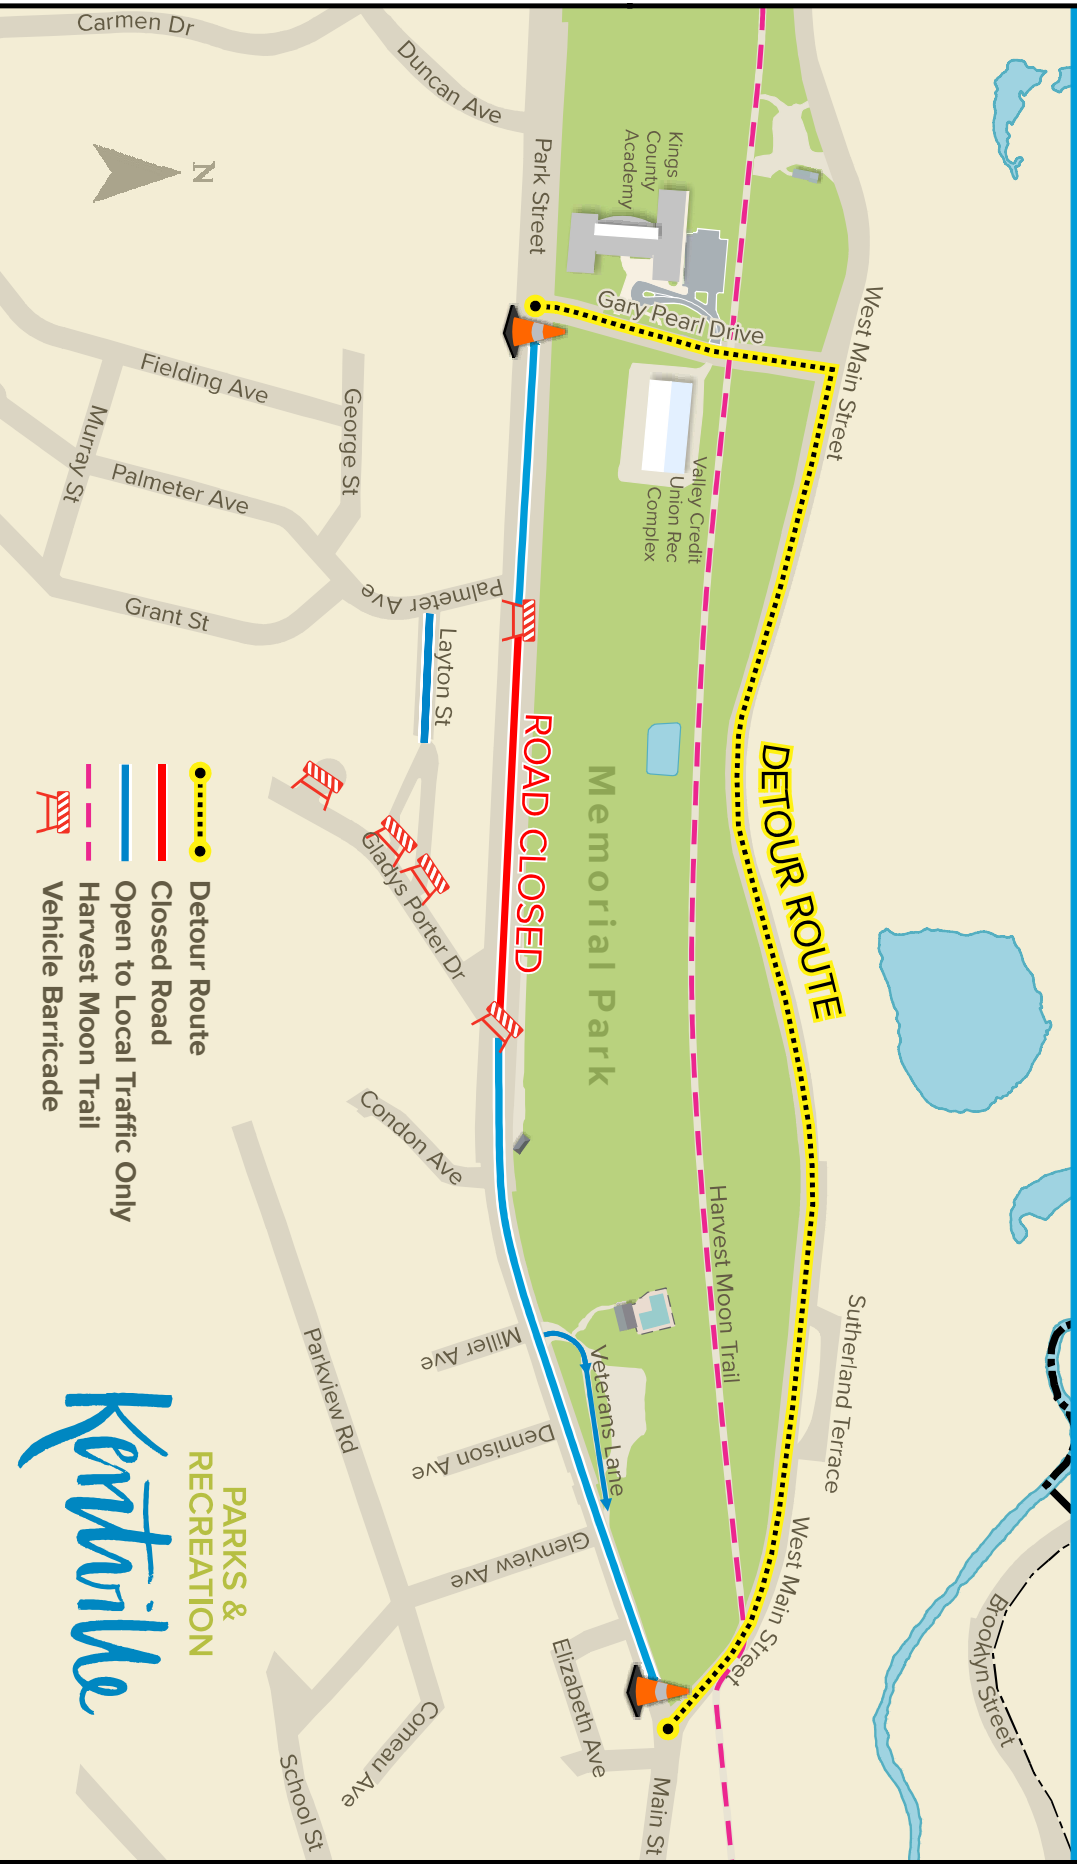 Carmen Dr
Duncan Ave
Park Street
Kings
County
Academy
N
Gary Pearl Drive
West Main Street
Fielding Ave
George St
Murray St
Palmeter Ave
Valley Credit
Union Rec
Complex
Palmeter Ave
Grant St
Layton St
ROAD CLOSED
Memorial Park
DETOUR ROUTE
Gladys Porter Dr
Detour Route
Closed Road
Open to Local Traffic Only
Harvest Moon Trail
Vehicle Barricade
Condon Ave
Harvest Moon Trail
Sutherland Terrace
Miller Ave
Veterans Lane
Parkview Rd
Dennison Ave
Glenview Ave
West Main Street
Brooklyn Street
Elizabeth Ave
Comeau Ave
School St
Main St
PARKS &
RECREATION
Kentville